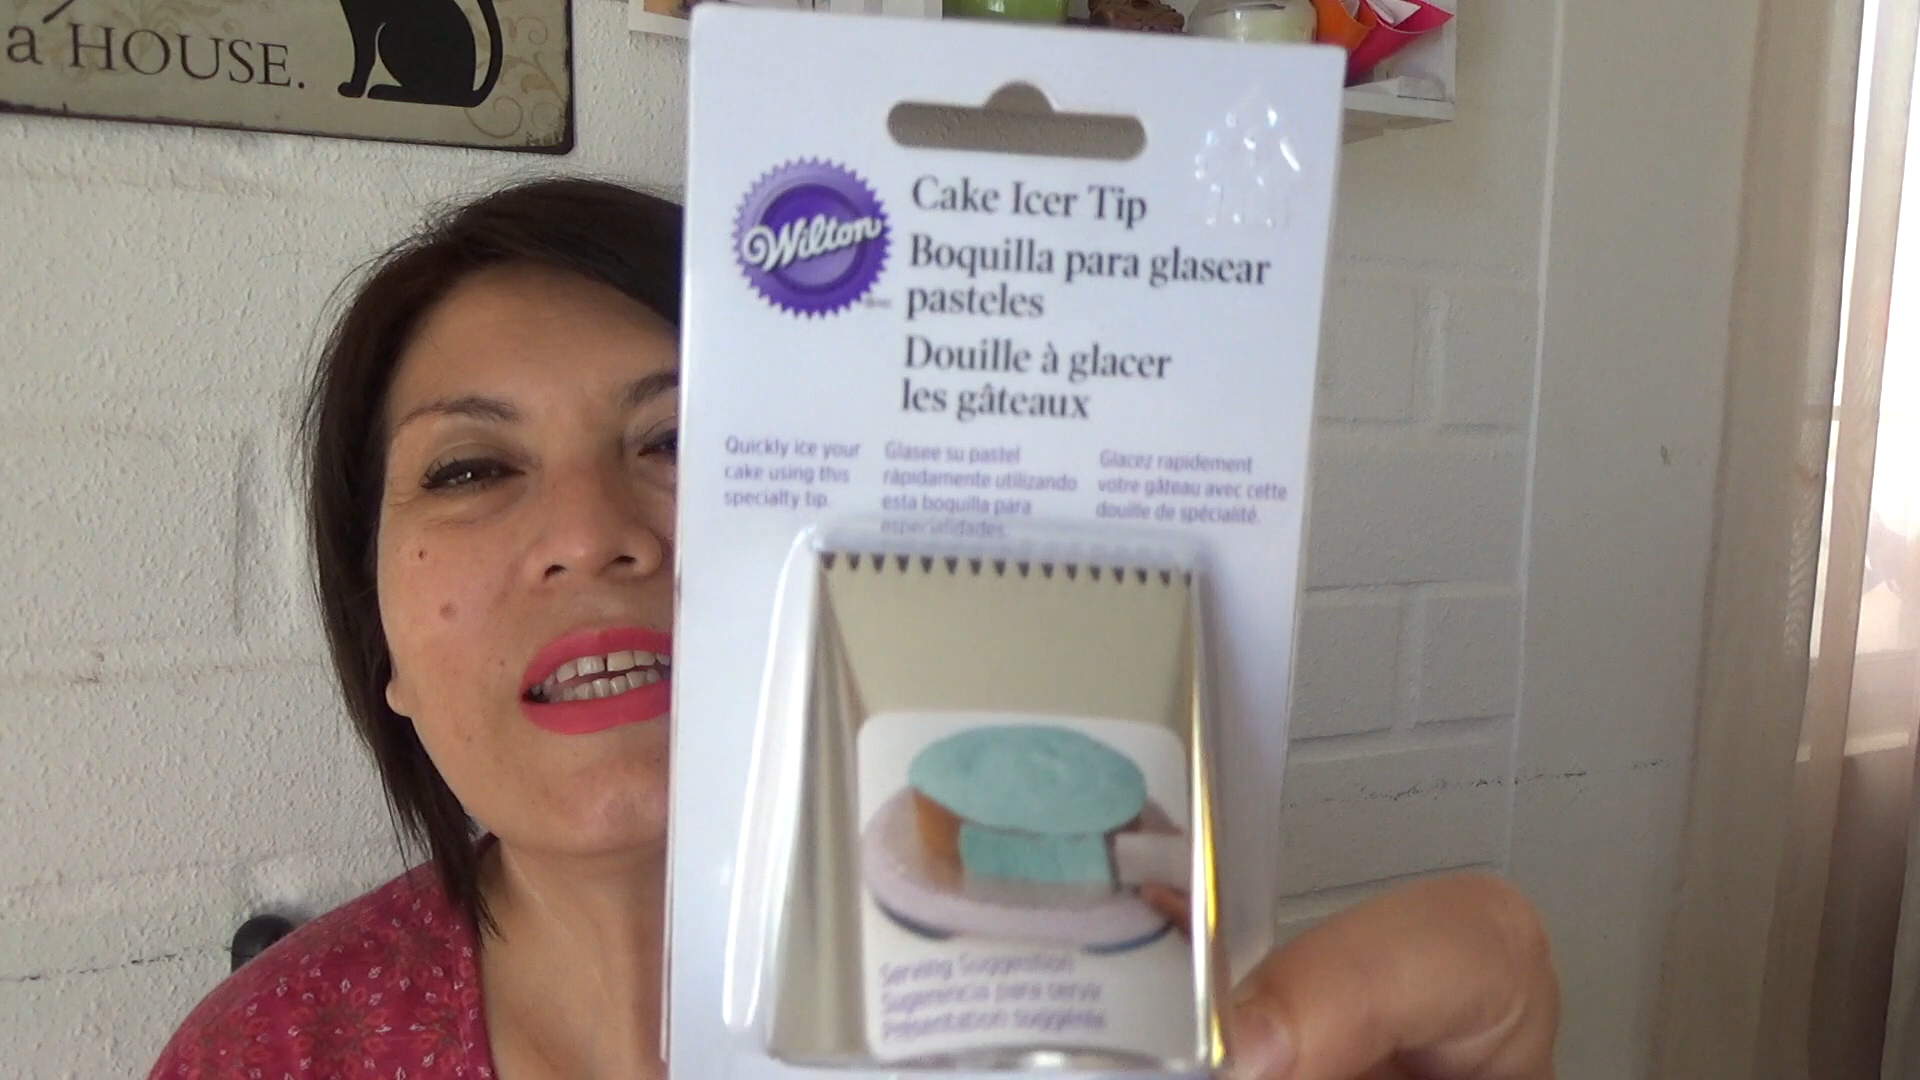 a HOUSE.
Wilton
Cake Icer Tip
Boquilla para glasear
pasteles
Douille à glacer
les gâteaux
Quickly ice your
cake using this
specialty tip.
Glasee su pastel
rápidamente utilizando
esta boquilla para
especialidades.
Glacez rapidement
votre gâteau avec cette
douille de spécialité.
Serving Suggestion
Sugerencia para servir
Présentation suggérée